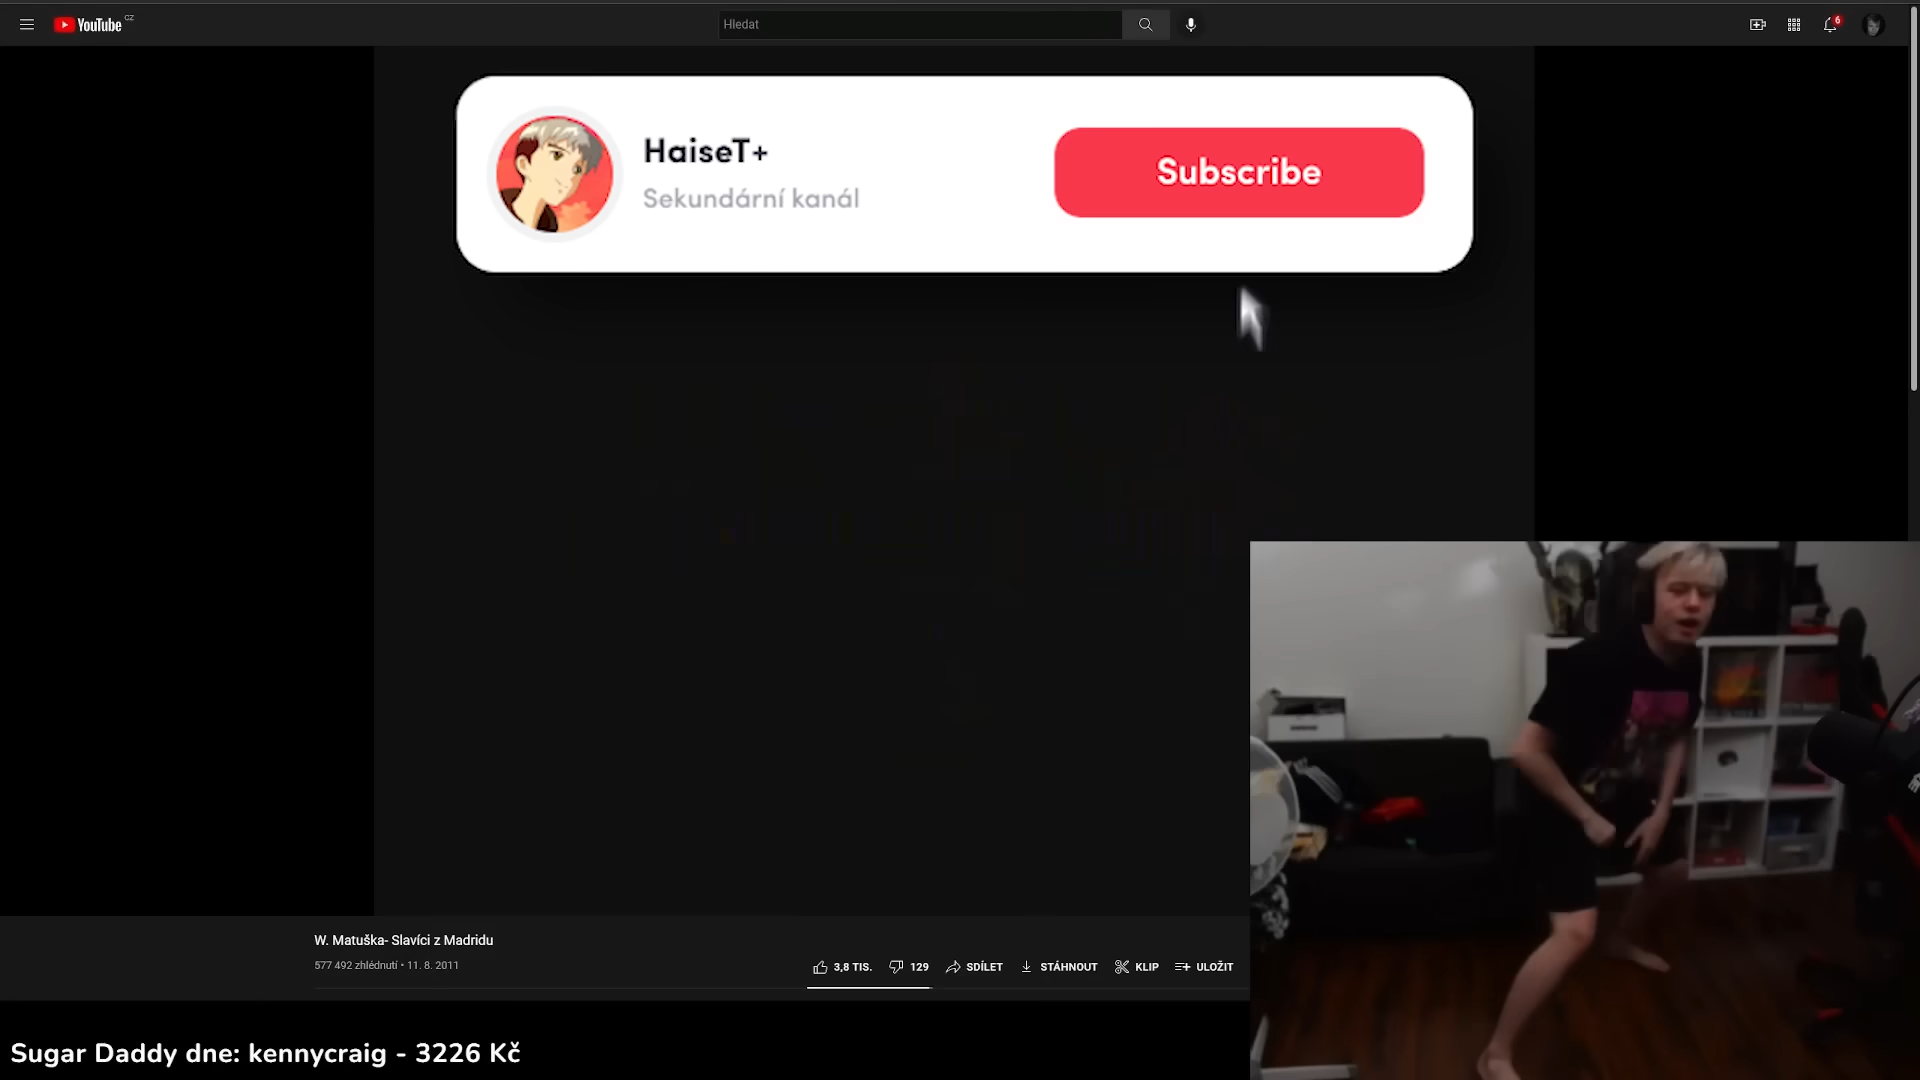 YouTube CZ
Hledat
6
HaiseT+
Sekundární kanál
Subscribe
W. Matuška- Slavíci z Madridu
577 492 zhlédnutí • 11. 8. 2011
3,8 TIS.
129
SDÍLET
STÁHNOUT
KLIP
ULOŽIT
Sugar Daddy dne: kennycraig - 3226 Kč